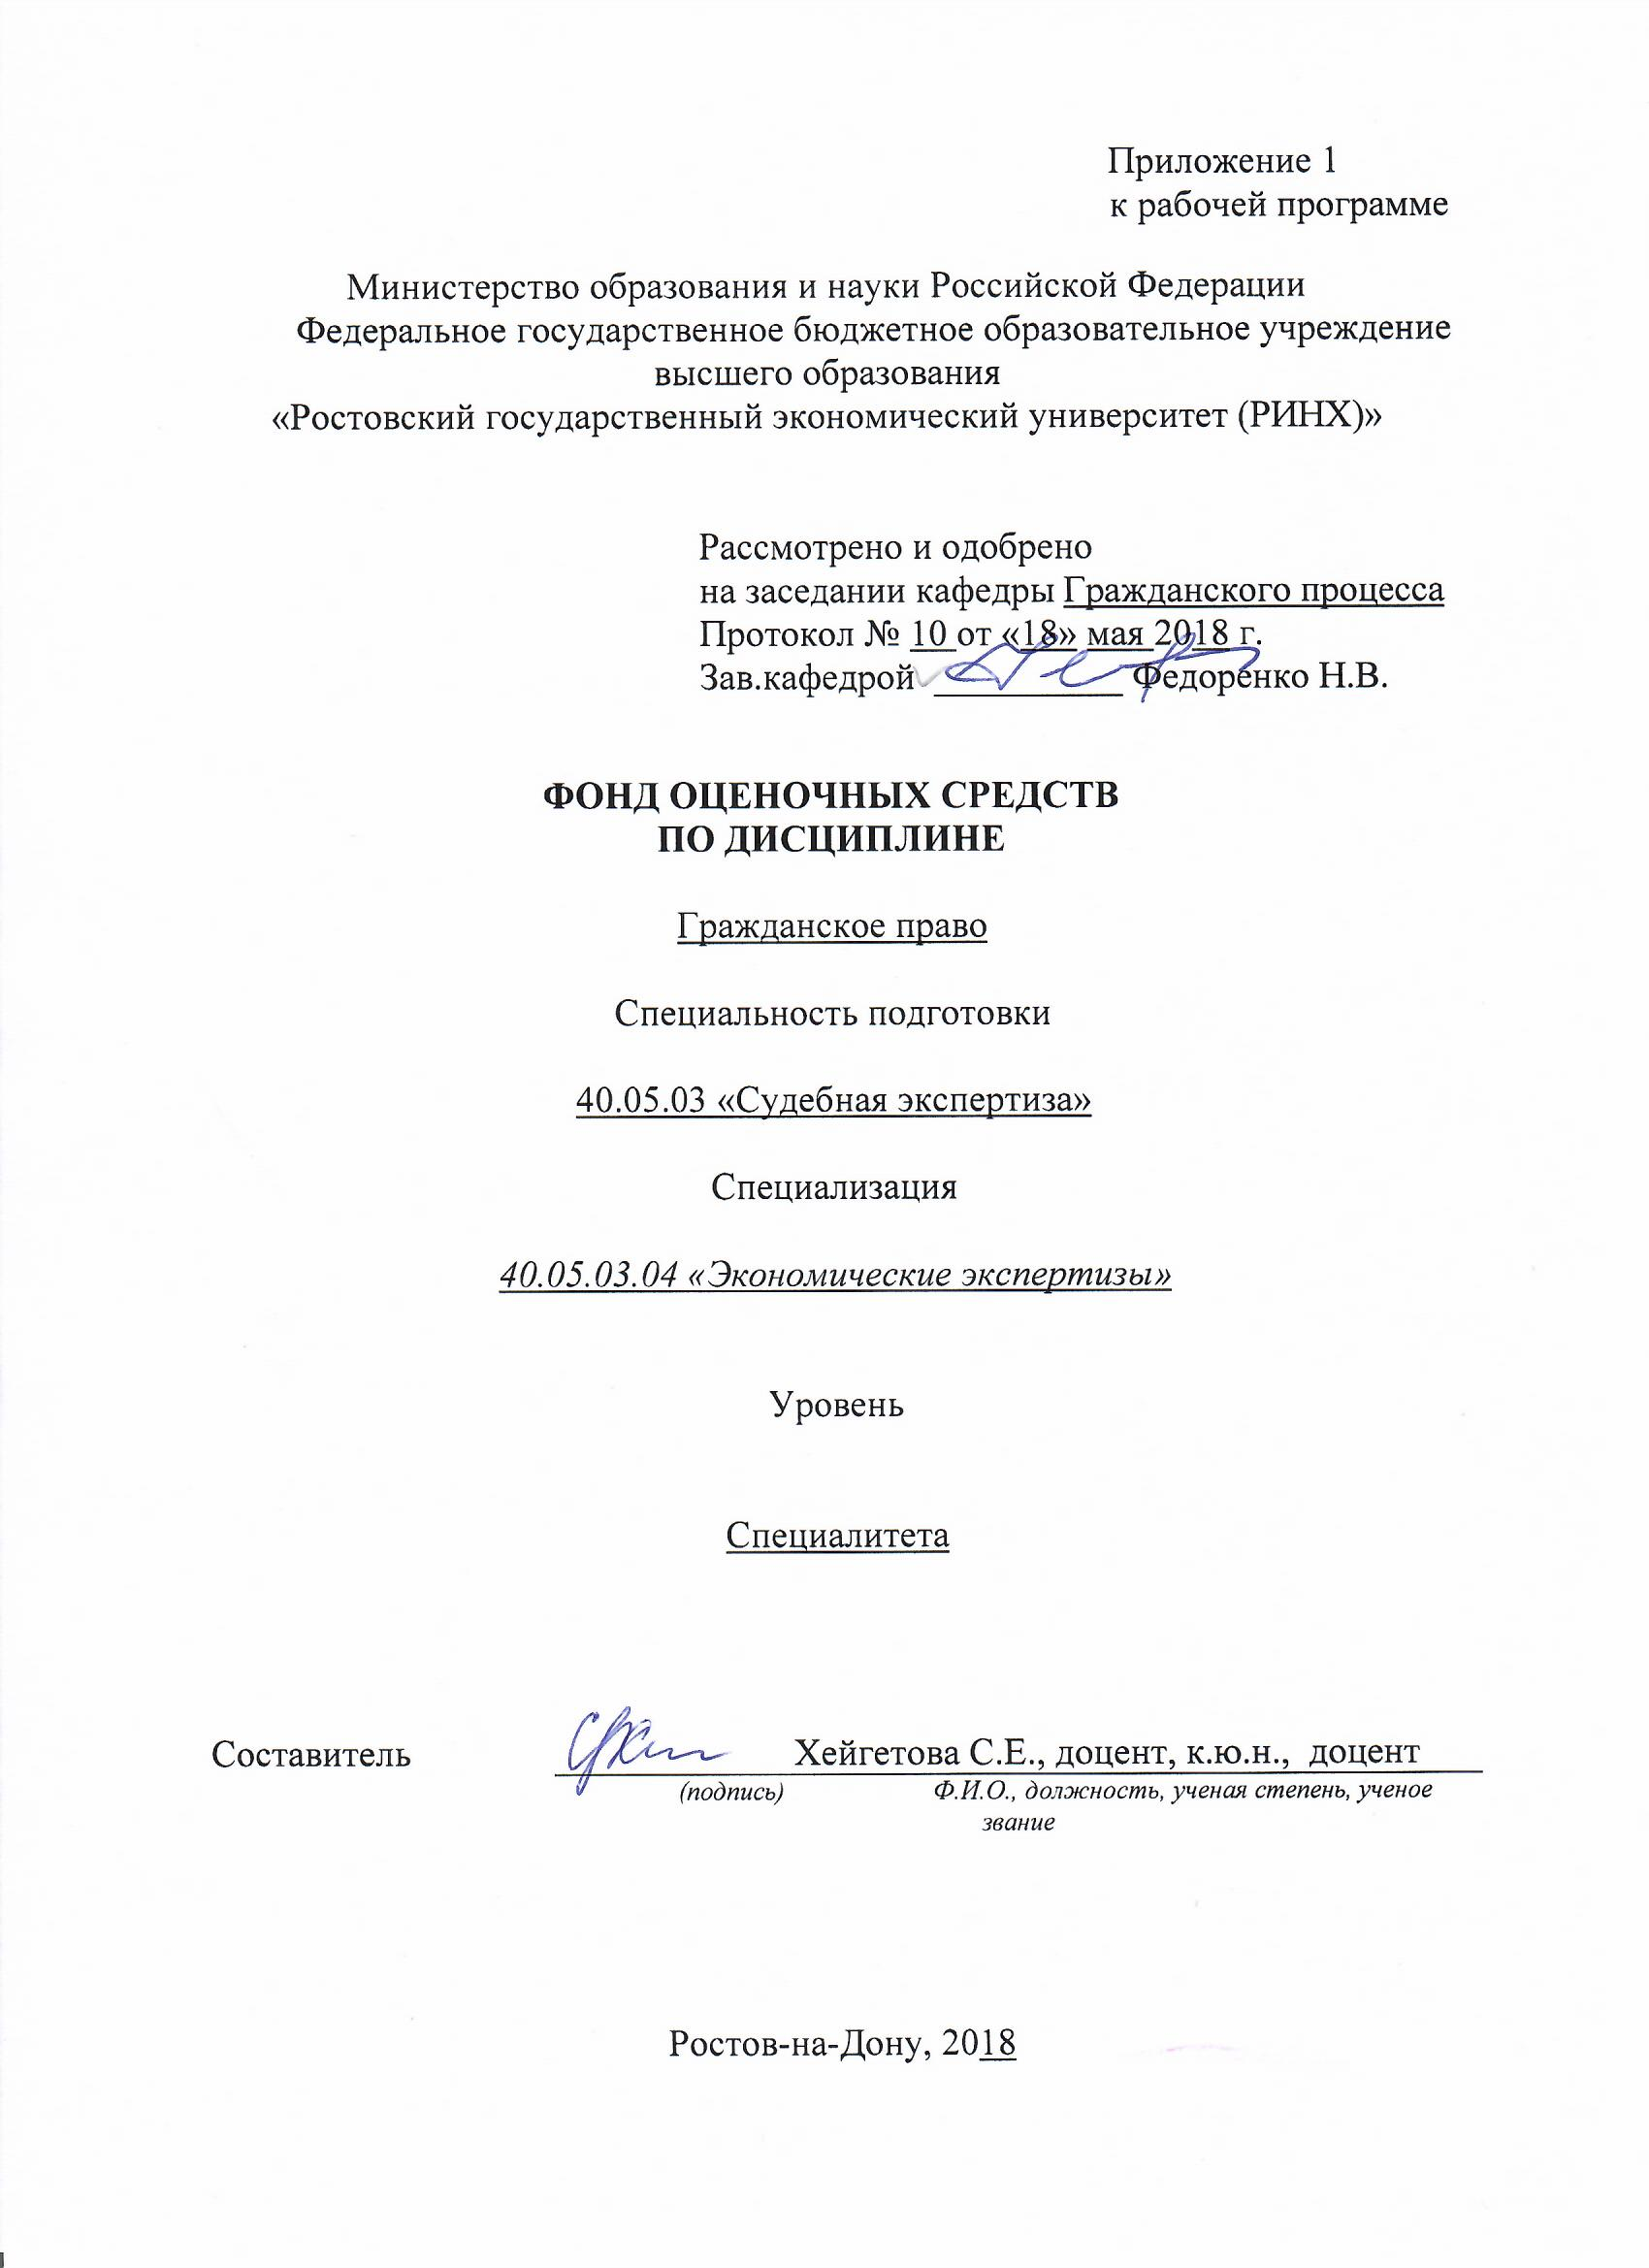 Приложение 1
к рабочей программе
Министерство образования и науки Российской Федерации
Федеральное государственное бюджетное образовательное учреждение
высшего образования
«Ростовский государственный экономический университет (РИНХ)»
Рассмотрено и одобрено
на заседании кафедры Гражданского процесса
Протокол № 10 от «18» мая 2018 г.
Зав.кафедрой ___________ Федоренко Н.В.
ФОНД ОЦЕНОЧНЫХ СРЕДСТВ
ПО ДИСЦИПЛИНЕ
Гражданское право
Специальность подготовки
40.05.03 «Судебная экспертиза»
Специализация
40.05.03.04 «Экономические экспертизы»
Уровень
Специалитета
Составитель Хейгетова С.Е., доцент, к.ю.н., доцент
(подпись) Ф.И.О., должность, ученая степень, ученое
звание
Ростов-на-Дону, 2018